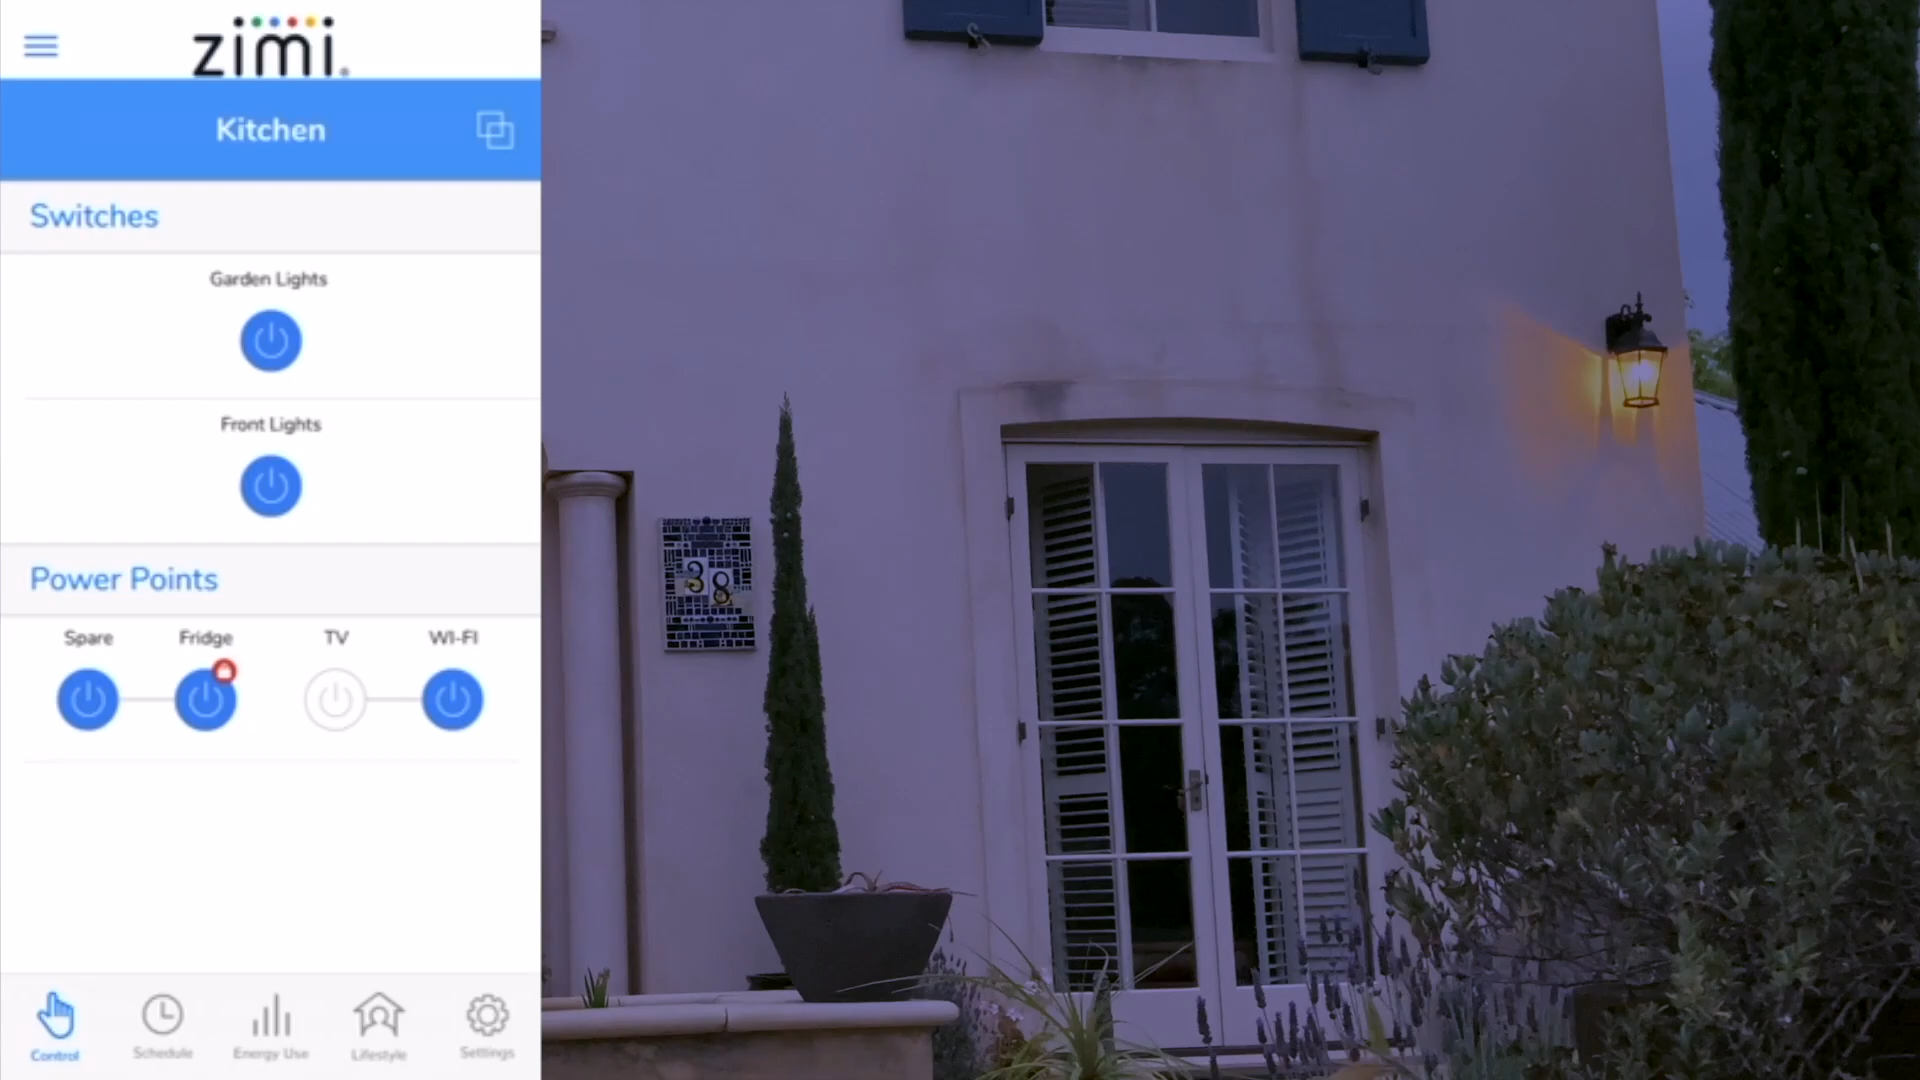 zimi
Kitchen
Switches
Garden Lights
Front Lights
Power Points
Spare Fridge TV WI-FI
Control Schedule Energy Use Lifestyle Settings
38